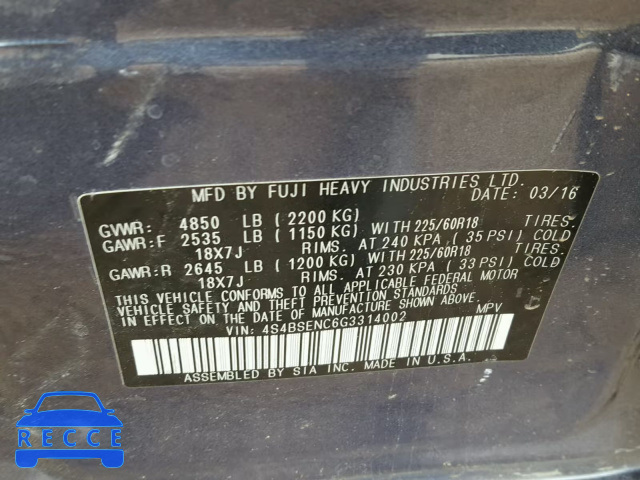 MFD BY FUJI HEAVY INDUSTRIES LTD.
DATE: 03/16
GVWR: 4850 LB (2200 KG)
GAWR:F 2535 LB (1150 KG) WITH 225/60R18 TIRES.
18X7J RIMS. AT 240 KPA (35 PSI) COLD
GAWR:R 2645 LB (1200 KG) WITH 225/60R18 TIRES.
18X7J RIMS. AT 230 KPA (33 PSI) COLD
THIS VEHICLE CONFORMS TO ALL APPLICABLE FEDERAL MOTOR
VEHICLE SAFETY AND THEFT PREVENTION STANDARDS
IN EFFECT ON THE DATE OF MANUFACTURE SHOWN ABOVE.
VIN: 4S4BSENC6G3314002 MPV
ASSEMBLED BY SIA INC. MADE IN U.S.A.
RECCE